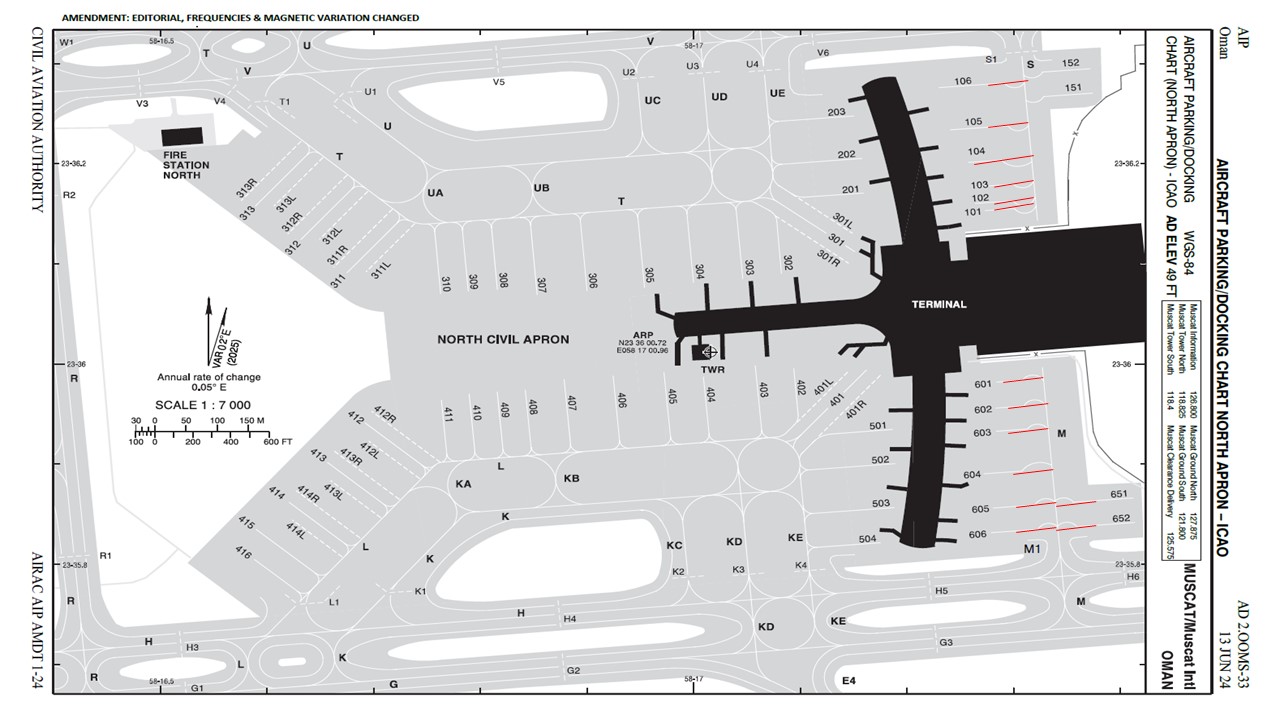 AMENDMENT: EDITORIAL, FREQUENCIES & MAGNETIC VARIATION CHANGED
CIVIL AVIATION AUTHORITY
AIRAC AIP AMDT 1-24
AIP
Oman
AIRCRAFT PARKING/DOCKING CHART NORTH APRON – ICAO
AD 2.OOMS-33
13 JUN 24
AIRCRAFT PARKING/DOCKING
CHART (NORTH APRON) - ICAO
WGS-84
AD ELEV 49 FT
Muscat Information 126.800
Muscat Tower North 118.825
Muscat Tower South 118.4
Muscat Ground North 127.875
Muscat Ground South 121.800
Muscat Clearance Delivery 125.575
MUSCAT/Muscat Intl
OMAN
W1
58-16.5
T
U
V
58-17
V6
S1
S
152
151
V
V3
V4
T1
U1
V5
U2
U3
U4
UC
UD
UE
U
106
105
104
103
102
101
203
202
201
FIRE
STATION
NORTH
T
23-36.2
23-36.2
R2
UA
UB
T
313R
313
313L
312R
312
312L
311R
311
311L
310
309
308
307
306
305
304
303
302
301L
301
301R
x
x
TERMINAL
NORTH CIVIL APRON
ARP
N23 36 00.72
E058 17 00.96
TWR
VAR 02°E
(2025)
Annual rate of change
0.05° E
SCALE 1 : 7 000
30 0 50 100 150 M
100 0 200 400 600 FT
23-36
23-36
x
R
412
412R
411
410
409
408
407
406
405
404
403
402
401L
401
401R
413
413R
412L
414
414R
413L
415
414L
416
L
KA
KB
K
501
502
503
504
601
602
603
604
605
606
M
651
652
M1
L
K
KC
KD
KE
K2
K3
K4
R1
23-35.8
23-35.8
H6
R
L1
K1
H
H4
H5
M
KD
KE
G3
H
H3
L
K
R
58-16.5
G1
G
G2
58-17
E4